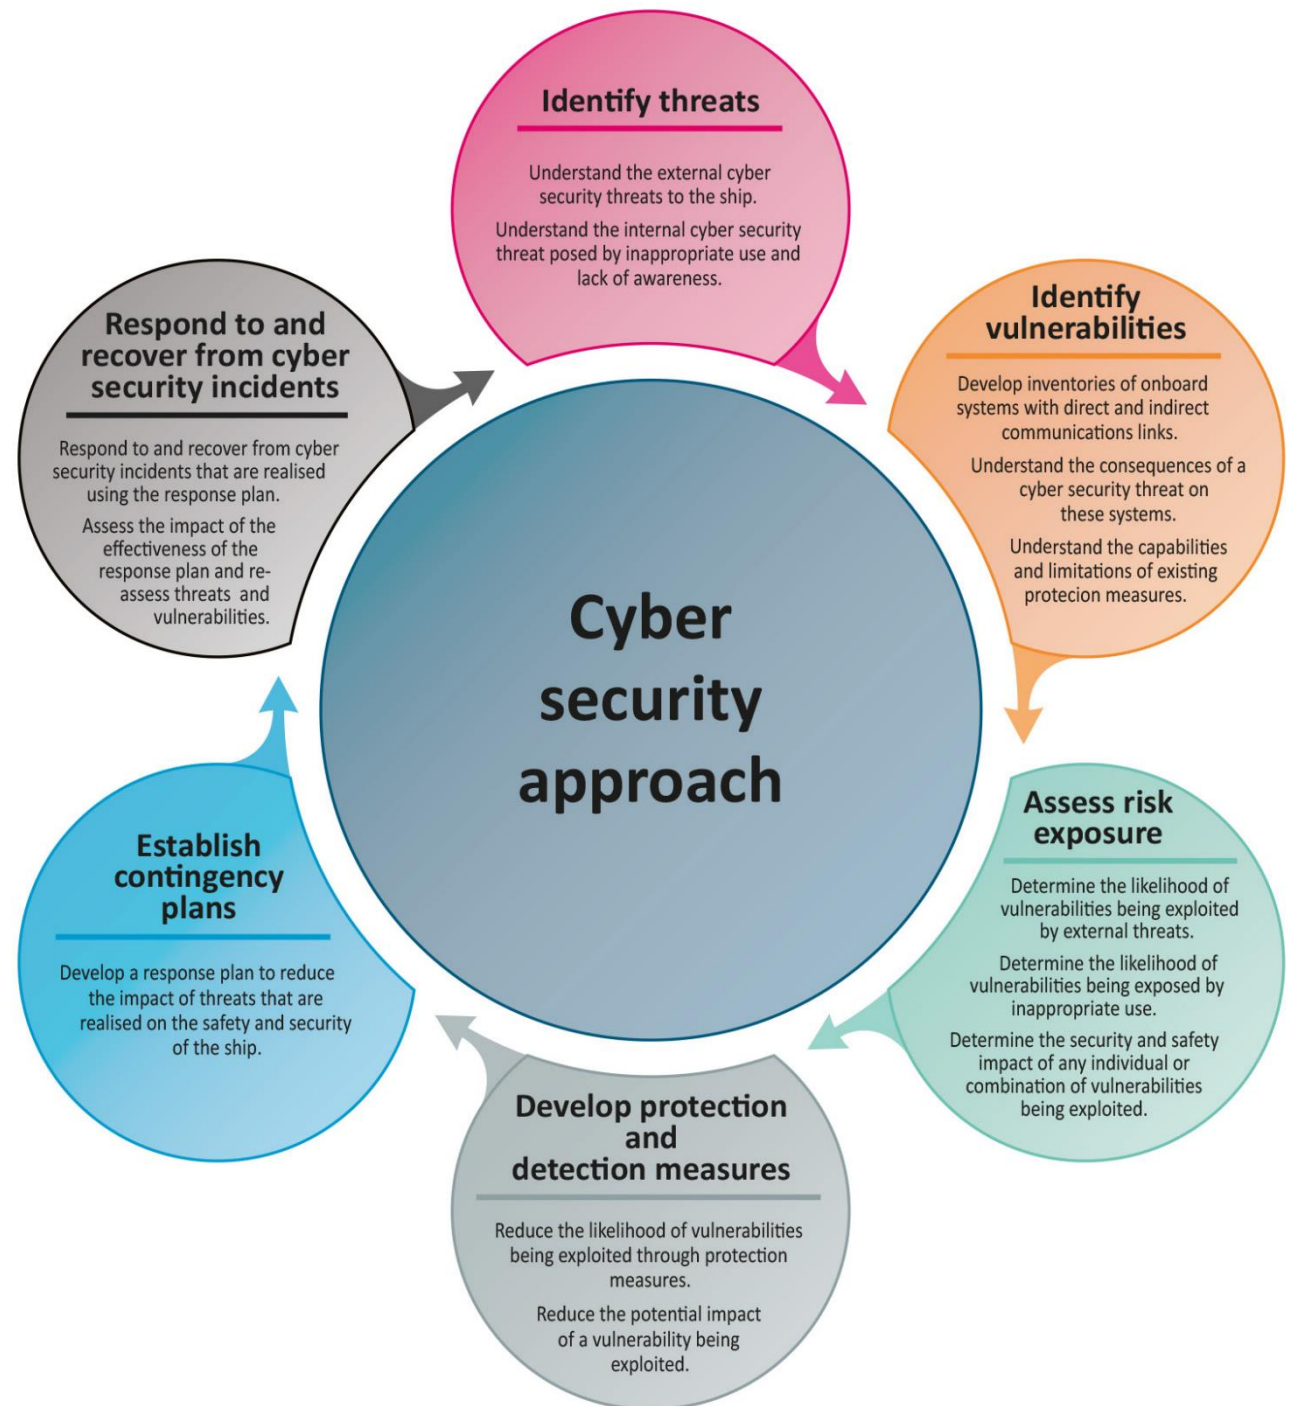 Identify threats
Understand the external cyber
security threats to the ship.
Understand the internal cyber security
threat posed by inappropriate use and
lack of awareness.
Identify
vulnerabilities
Develop inventories of onboard
systems with direct and indirect
communications links.
Understand the consequences of a
cyber security threat on
these systems.
Understand the capabilities
and limitations of existing
protecion measures.
Assess risk
exposure
Determine the likelihood of
vulnerabilities being exploited
by external threats.
Determine the likelihood of
vulnerabilities being exposed by
inappropriate use.
Determine the security and safety
impact of any individual or
combination of vulnerabilities
being exploited.
Develop protection
and
detection measures
Reduce the likelihood of vulnerabilities
being exploited through protection
measures.
Reduce the potential impact
of a vulnerability being
exploited.
Establish
contingency
plans
Develop a response plan to reduce
the impact of threats that are
realised on the safety and security
of the ship.
Respond to and
recover from cyber
security incidents
Respond to and recover from cyber
security incidents that are realised
using the response plan.
Assess the impact of the
effectiveness of the
response plan and re-
assess threats and
vulnerabilities.
Cyber
security
approach